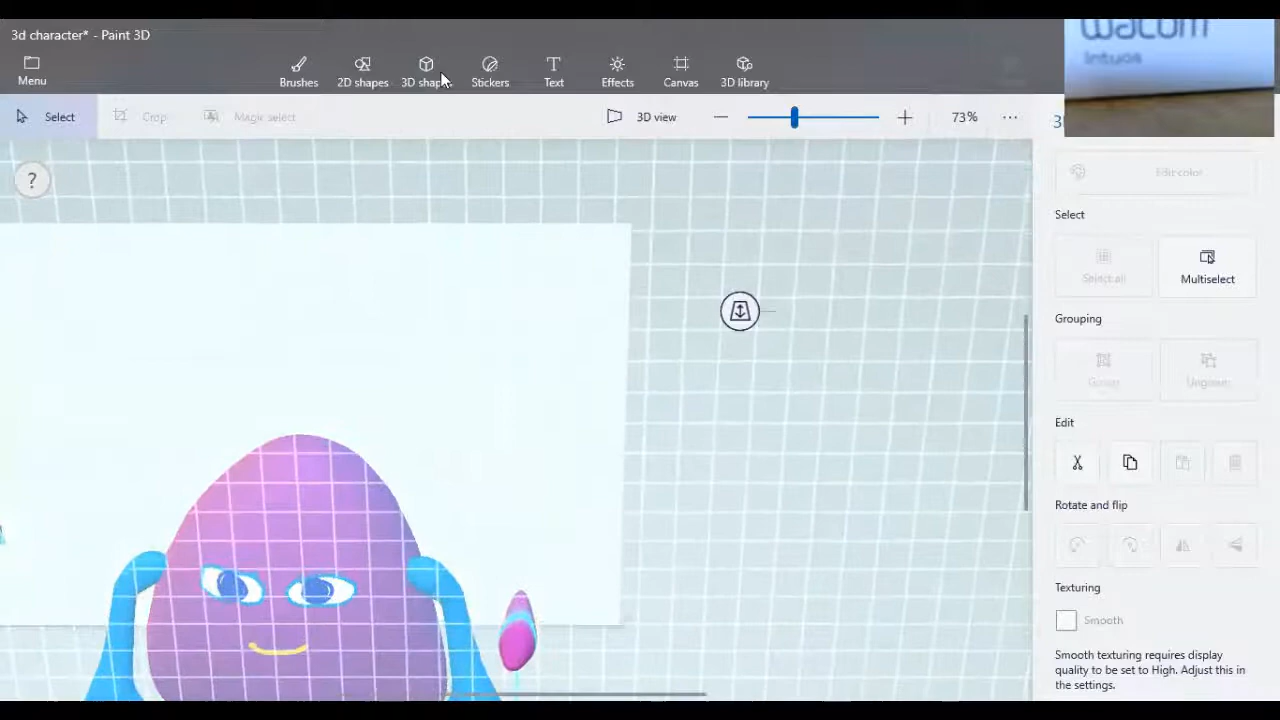 3d character* - Paint 3D
wacom
Intuos
Menu
Brushes
2D shapes
3D shapes
Stickers
Text
Effects
Canvas
3D library
Select
Crop
Magic select
3D view
73%
...
?
Edit color
Select
Select all
Multiselect
Grouping
Group
Ungroup
Edit
Rotate and flip
Texturing
Smooth
Smooth texturing requires display
quality to be set to High. Adjust this in
the settings.